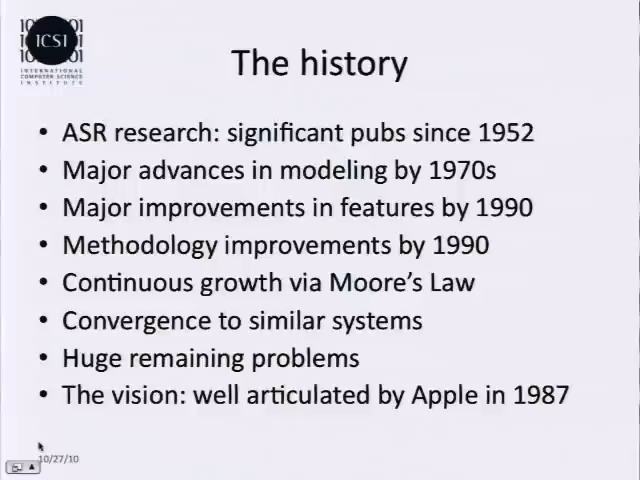 ICSI
INTERNATIONAL
COMPUTER SCIENCE
INSTITUTE
The history
• ASR research: significant pubs since 1952
• Major advances in modeling by 1970s
• Major improvements in features by 1990
• Methodology improvements by 1990
• Continuous growth via Moore's Law
• Convergence to similar systems
• Huge remaining problems
• The vision: well articulated by Apple in 1987
10/27/10